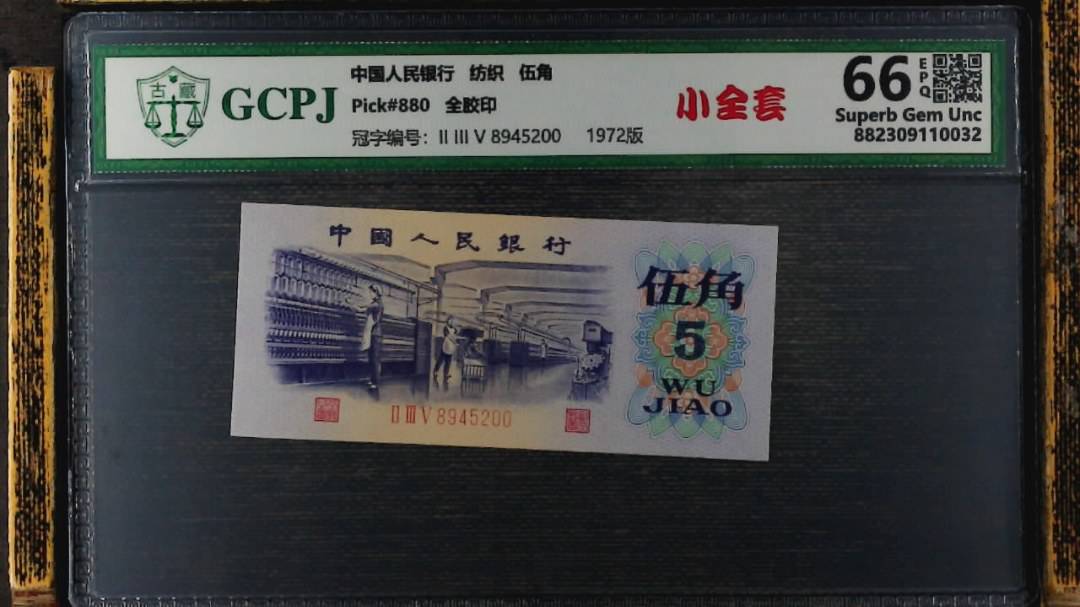 古藏
GCPJ
中国人民银行 纺织 伍角
Pick#880 全胶印
冠字编号：II III V 8945200 1972版
小全套
66 EPQ
Superb Gem Unc
882309110032
中國人民銀行
伍角
5
WU
JIAO
II III V 8945200